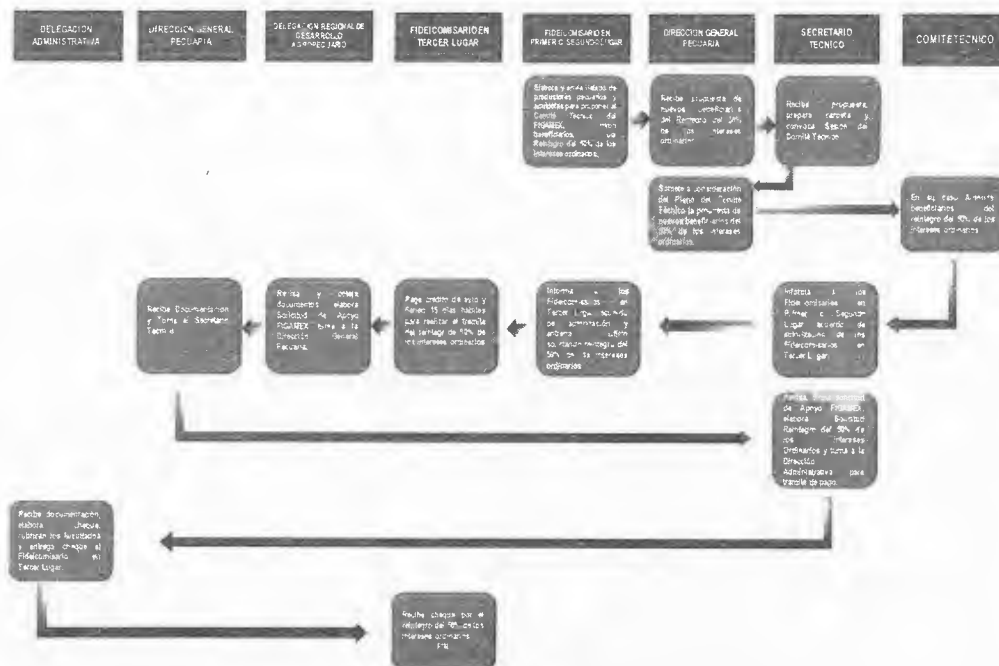 DELEGACION
ADMINISTRATIVA
DIRECCION GENERAL
PECUARIA
DELEGACION REGIONAL DE
DESARROLLO
AGROPECUARIO
FIDEICOMISARIO EN
TERCER LUGAR
FIDEICOMISARIO EN
PRIMER O SEGUNDO LUGAR
DIRECCION GENERAL
PECUARIA
SECRETARIO
TECNICO
COMITE TECNICO
Elabora y envía listado de
productores pecuarios y
acuícolas para proponer al
Comité Técnico del
FIGAMEX, como
beneficiarios del
Reintegro del 50% de los
intereses ordinarios.
Recibe propuesta de
nuevos beneficiarios
del Reintegro del 50%
de los intereses
ordinarios
Recibe propuesta,
prepara carpeta y
convoca Sesión del
Comité Técnico
Somete a consideración
del Pleno del Comité
Técnico la propuesta de
nuevos beneficiarios del
50% de los intereses
ordinarios.
En su caso Autoriza
beneficiarios del
reintegro del 50% de los
intereses ordinarios
Recibe Documentación
y Turna al Secretario
Técnico
Revisa y coteja
documentos, elabora
Solicitud de Apoyo
FIGAMEX turna a la
Dirección General
Pecuaria.
Paga crédito de avío y
tienen 15 días hábiles
para realizar el trámite
del reintegro de 50% de
los intereses ordinarios
Informa a los
Fideicomisarios en
Tercer Lugar acuerdo
de autorización y
solicitando reintegro del
50% de los intereses
ordinarios
Informa a los
Fideicomisarios en
Primer o Segundo
Lugar acuerdo de
autorización de los
Fideicomisarios en
Tercer Lugar.
Revisa, solicitud
de Apoyo FIGAMEX,
elabora Solicitud
Reintegro del 50% de
los Intereses
Ordinarios y turna a la
Dirección
Administrativa para
trámite de pago.
Recibe documentación,
elabora cheque,
rubrican los facultados
y entrega cheque al
Fideicomisario en
Tercer Lugar.
Recibe cheque por el
reintegro del 50% de los
intereses ordinarios
FIN